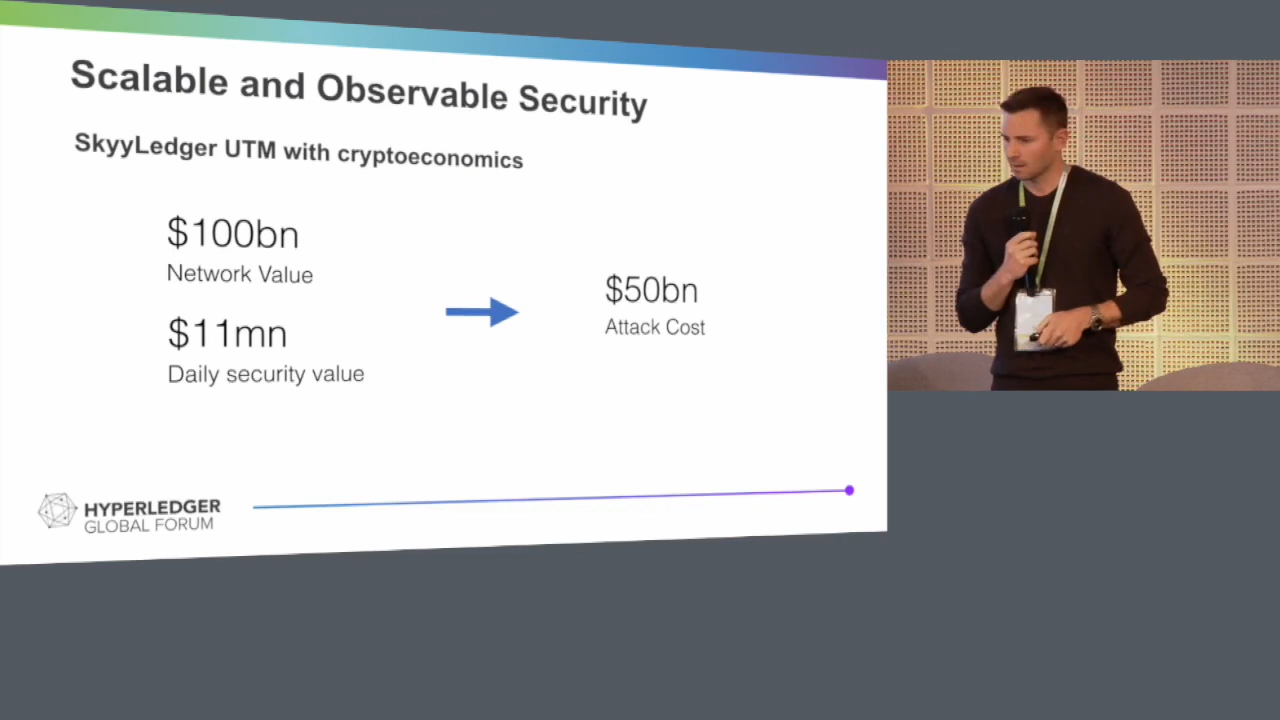 Scalable and Observable Security
SkyyLedger UTM with cryptoeconomics
$100bn
Network Value
$11mn
Daily security value
$50bn
Attack Cost
HYPERLEDGER
GLOBAL FORUM